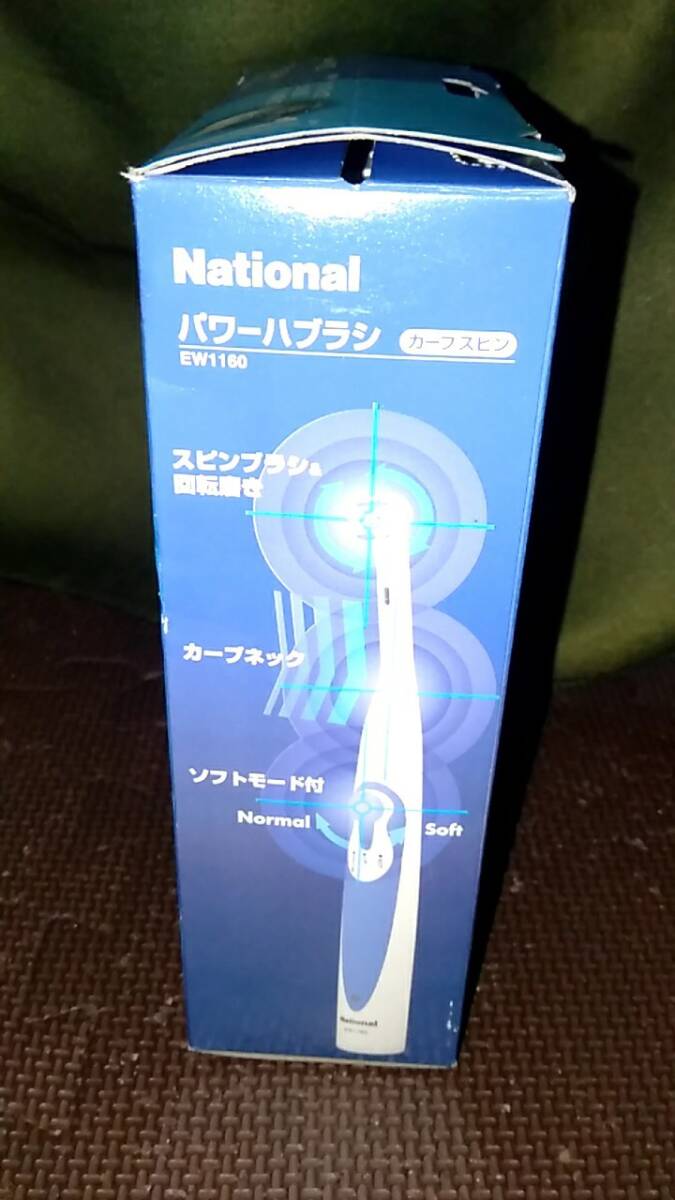 National
パワーハブラシ カーブスピン
EW1160
スピンブラシ&
回転磨き
カーブネック
ソフトモード付
Normal Soft
National